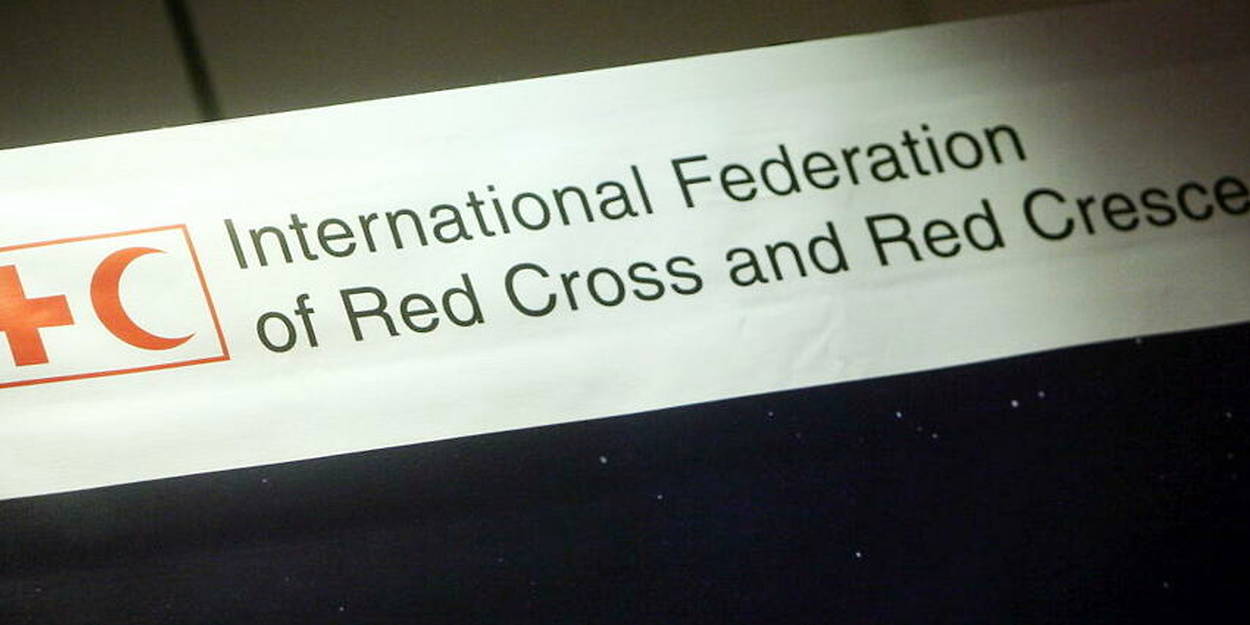 International Federation
of Red Cross and Red Cresce